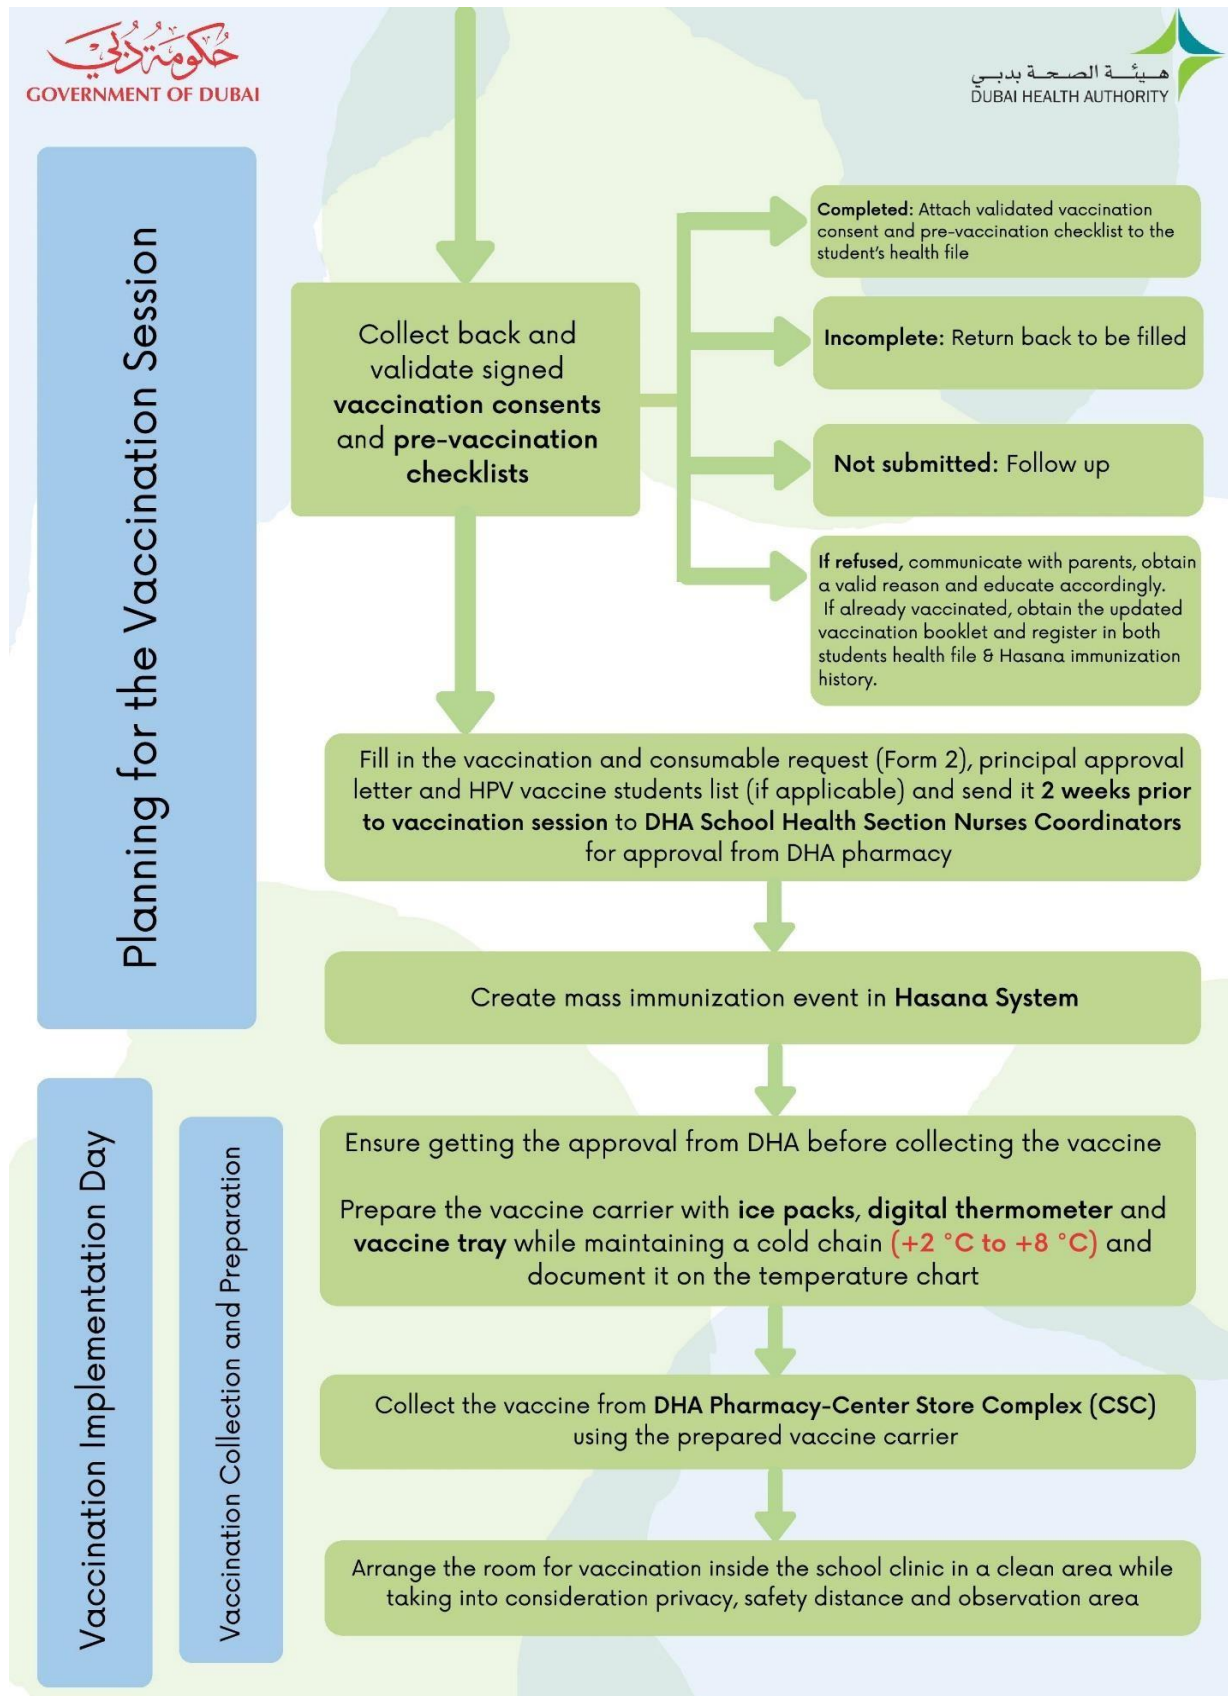 حكومة دبي
GOVERNMENT OF DUBAI
هيئة الصحة بدبي
DUBAI HEALTH AUTHORITY
Planning for the Vaccination Session
Collect back and
validate signed
vaccination consents
and pre-vaccination
checklists
Completed: Attach validated vaccination
consent and pre-vaccination checklist to the
student's health file
Incomplete: Return back to be filled
Not submitted: Follow up
If refused, communicate with parents, obtain
a valid reason and educate accordingly.
If already vaccinated, obtain the updated
vaccination booklet and register in both
students health file & Hasana immunization
history.
Fill in the vaccination and consumable request (Form 2), principal approval
letter and HPV vaccine students list (if applicable) and send it 2 weeks prior
to vaccination session to DHA School Health Section Nurses Coordinators
for approval from DHA pharmacy
Create mass immunization event in Hasana System
Vaccination Implementation Day
Vaccination Collection and Preparation
Ensure getting the approval from DHA before collecting the vaccine
Prepare the vaccine carrier with ice packs, digital thermometer and
vaccine tray while maintaining a cold chain (+2 °C to +8 °C) and
document it on the temperature chart
Collect the vaccine from DHA Pharmacy-Center Store Complex (CSC)
using the prepared vaccine carrier
Arrange the room for vaccination inside the school clinic in a clean area while
taking into consideration privacy, safety distance and observation area